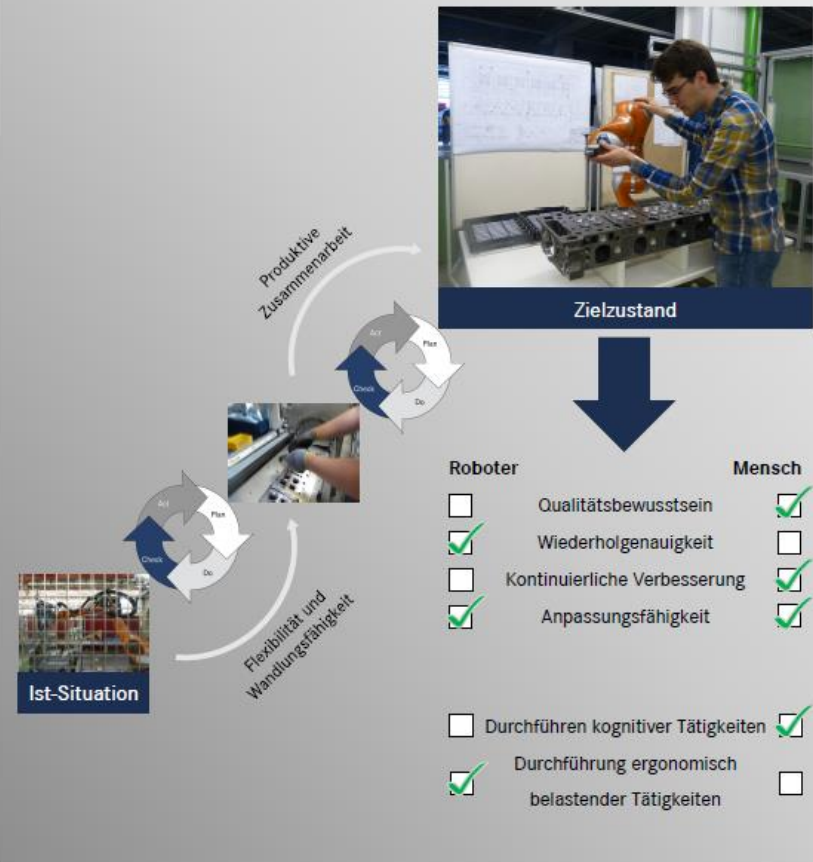 Produktive
Zusammenarbeit
Zielzustand
Act
Plan
Check
Do
Roboter
Mensch
Qualitätsbewusstsein
Wiederholgenauigkeit
Kontinuierliche Verbesserung
Anpassungsfähigkeit
Act
Plan
Check
Do
Flexibilität und
Wandlungsfähigkeit
Ist-Situation
Durchführen kognitiver Tätigkeiten
Durchführung ergonomisch
belastender Tätigkeiten